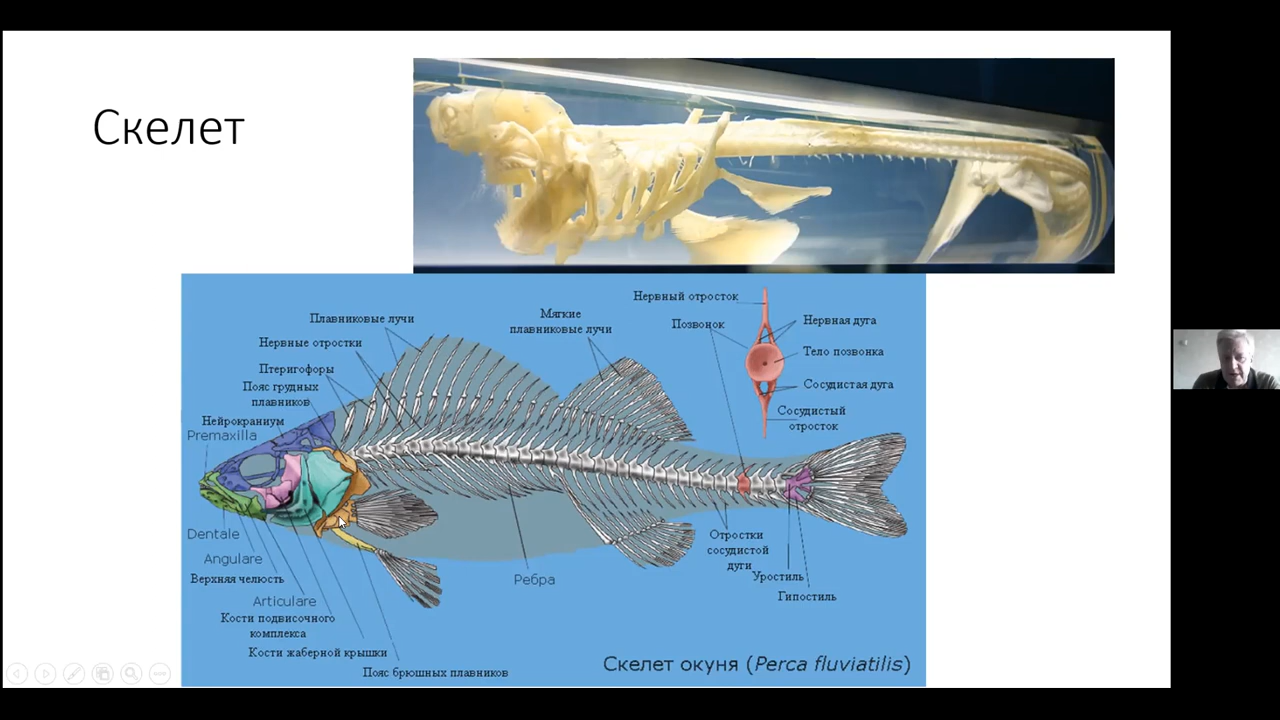 Скелет
Нервный отросток
Плавниковые лучи
Мягкие
плавниковые лучи
Позвонок
Нервная дуга
Нервные отростки
Тело позвонка
Птеригофоры
Пояс грудных
плавников
Сосудистая дуга
Сосудистый
отросток
Нейрокраниум
Premaxilla
Dentale
Angulare
Верхняя челюсть
Articulare
Кости подвисочного
комплекса
Кости жаберной крышки
Пояс брюшных плавников
Ребра
Отростки
сосудистой
дуги
Уростиль
Гипостиль
Скелет окуня (Perca fluviatilis)